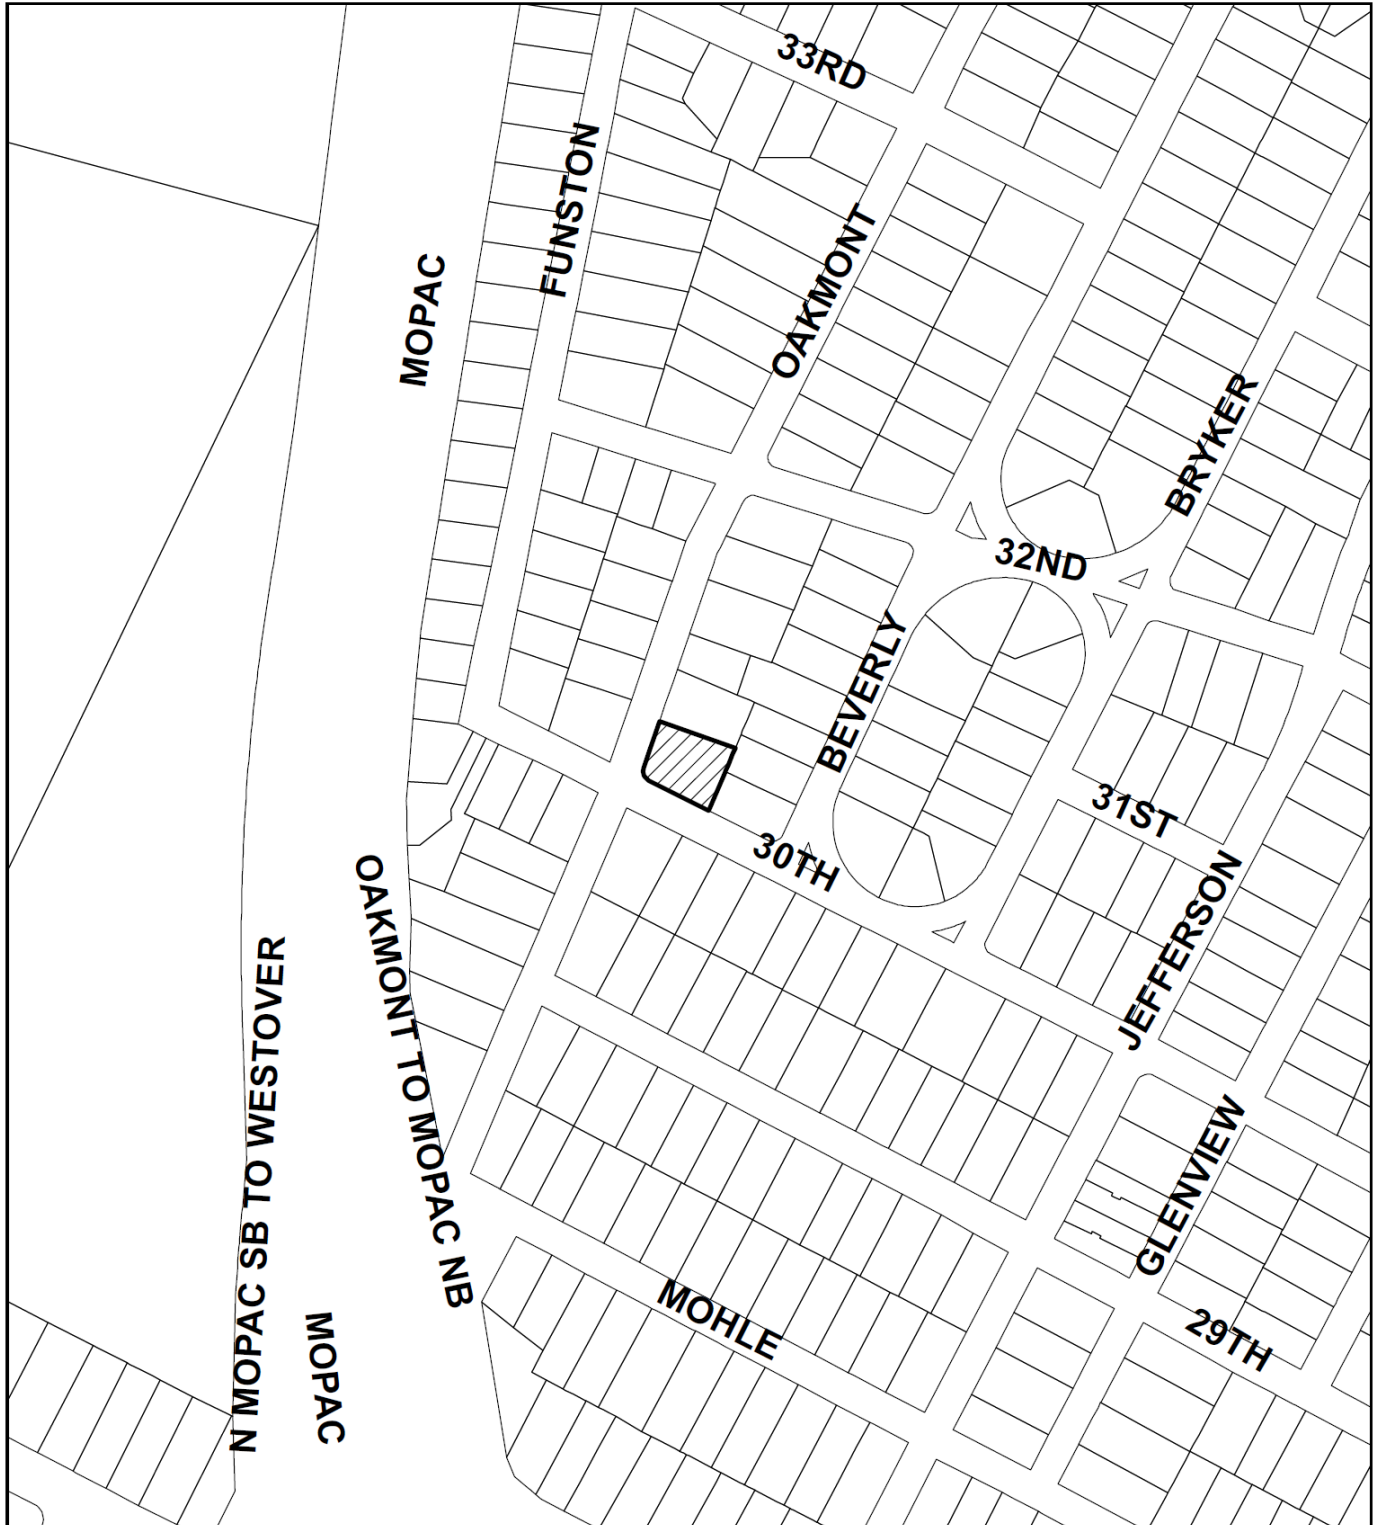 33RD
FUNSTON
OAKMONT
MOPAC
BRYKER
32ND
BEVERLY
31ST
30TH
JEFFERSON
OAKMONT TO MOPAC NB
N MOPAC SB TO WESTOVER
GLENVIEW
MOHLE
29TH
MOPAC